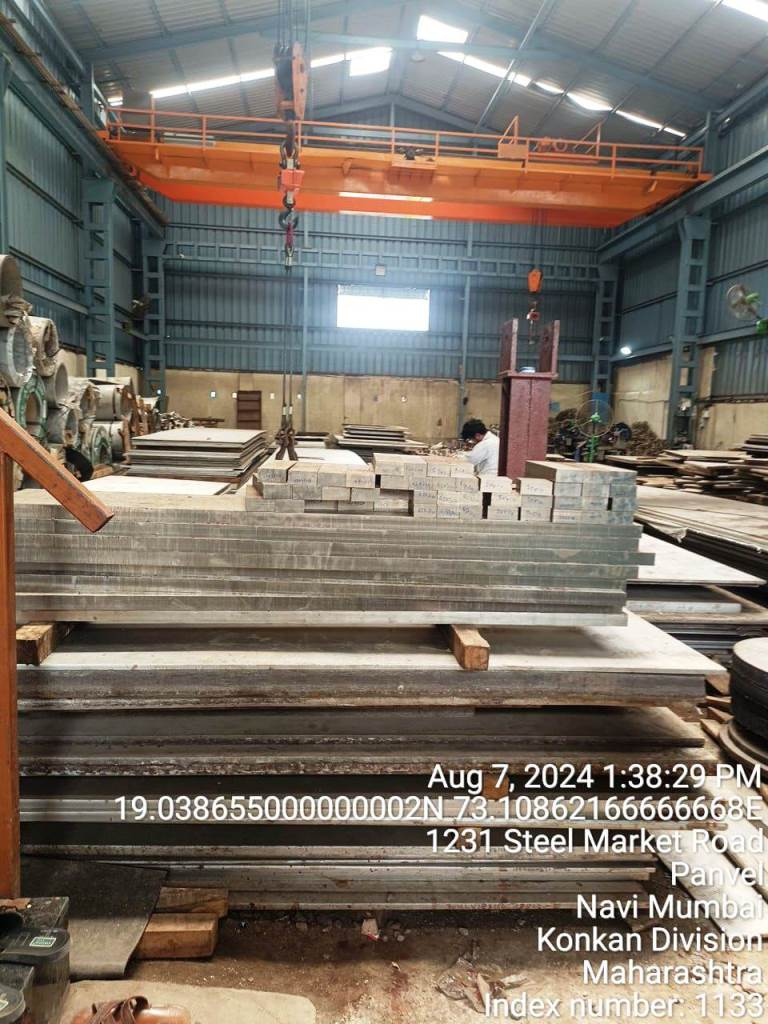 Aug 7, 2024 1:38:29 PM
19.038655000000002N 73.10862166666668E
1231 Steel Market Road
Panvel
Navi Mumbai
Konkan Division
Maharashtra
Index number: 1133